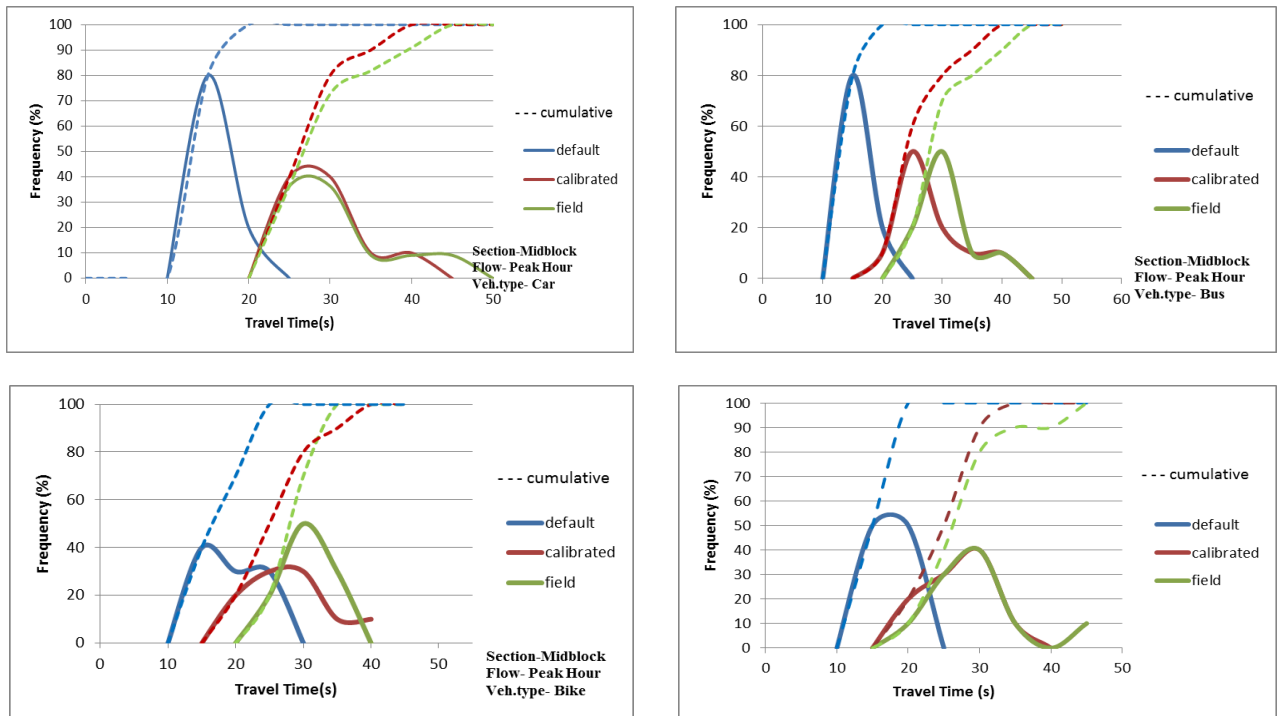 100
90
80
70
60
50
40
30
20
10
0
Frequency (%)
0 10 20 30 40 50
Travel Time(s)
cumulative
default
calibrated
field
Section-Midblock
Flow- Peak Hour
Veh.type- Car
100
80
60
40
20
0
Frequency (%)
0 10 20 30 40 50 60
Travel Time(s)
cumulative
default
calibrated
field
Section-Midblock
Flow- Peak Hour
Veh.type- Bus
100
80
60
40
20
0
Frequency (%)
0 10 20 30 40
Travel Time(s)
cumulative
default
calibrated
field
Section-Midblock
Flow- Peak Hour
Veh.type- Bike
100
90
80
70
60
50
40
30
20
10
0
Frequency (%)
0 10 20 30 40 50
Travel Time (s)
cumulative
default
calibrated
field